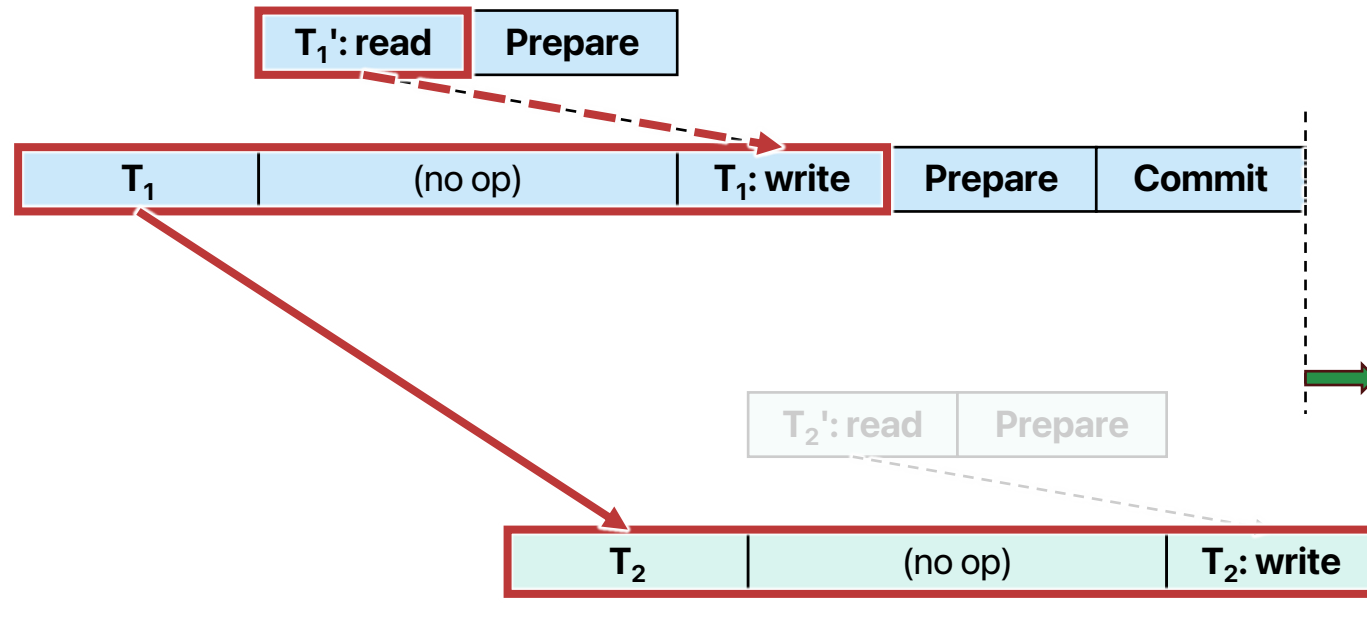 T₁': read Prepare
T₁ (no op) T₁: write Prepare Commit
T₂': read Prepare
T₂ (no op) T₂: write